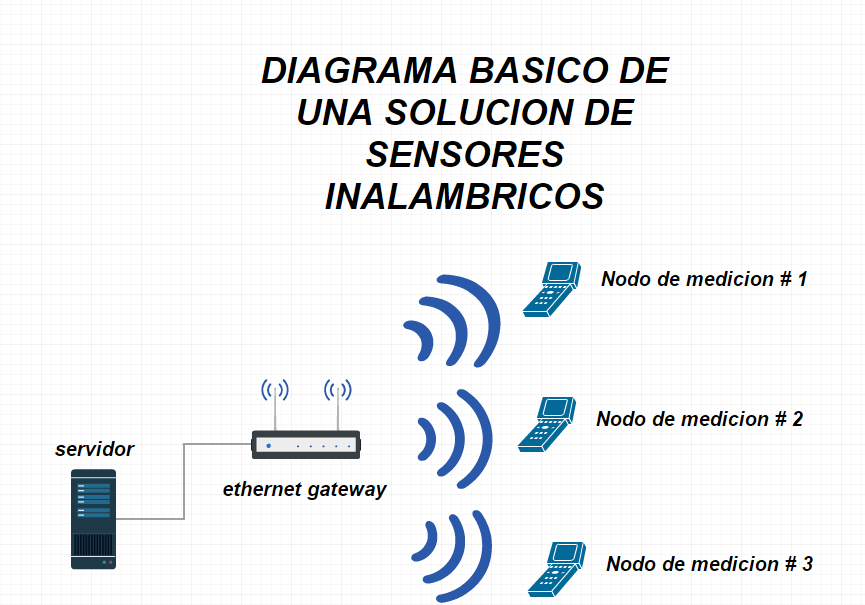 DIAGRAMA BASICO DE
UNA SOLUCION DE
SENSORES
INALAMBRICOS
Nodo de medicion # 1
Nodo de medicion # 2
servidor
ethernet gateway
Nodo de medicion # 3